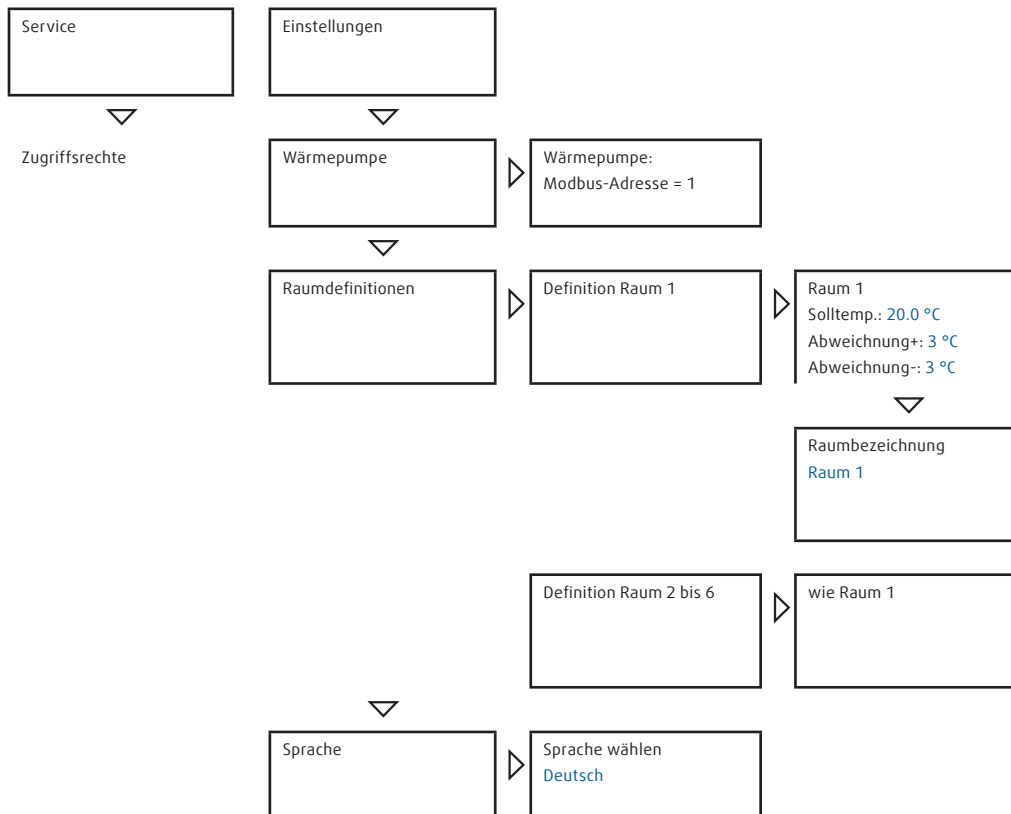 Service
Einstellungen
Zugriffsrechte
Wärmepumpe
Wärmepumpe:
Modbus-Adresse = 1
Raumdefinitionen
Definition Raum 1
Raum 1
Solltemp.: 20.0 °C
Abweichnung+: 3 °C
Abweichnung-: 3 °C
Raumbezeichnung
Raum 1
Definition Raum 2 bis 6
wie Raum 1
Sprache
Sprache wählen
Deutsch